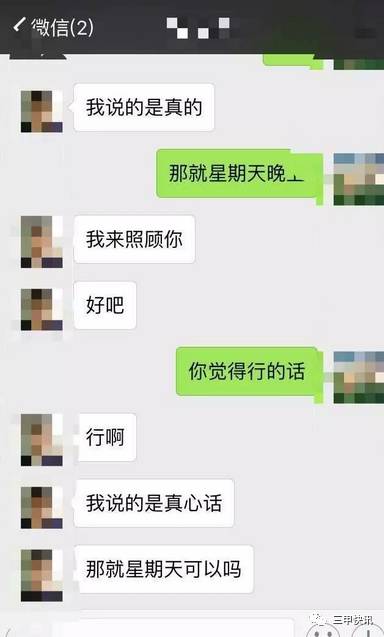 微信(2)
我说的是真的
那就星期天晚上
我来照顾你
好吧
你觉得行的话
行啊
我说的是真心话
那就星期天可以吗
三甲快讯